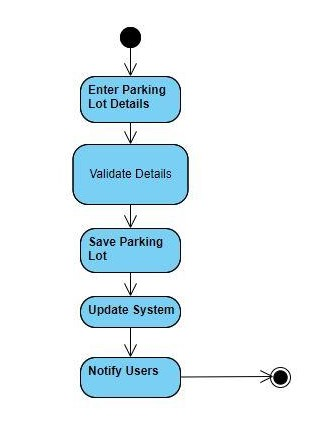 Enter Parking
Lot Details
Validate Details
Save Parking
Lot
Update System
Notify Users